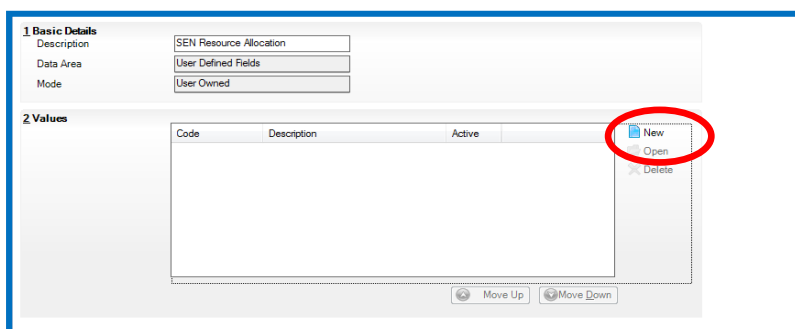 1 Basic Details
Description SEN Resource Allocation
Data Area User Defined Fields
Mode User Owned
2 Values
Code Description Active New
Open
Delete
Move Up Move Down